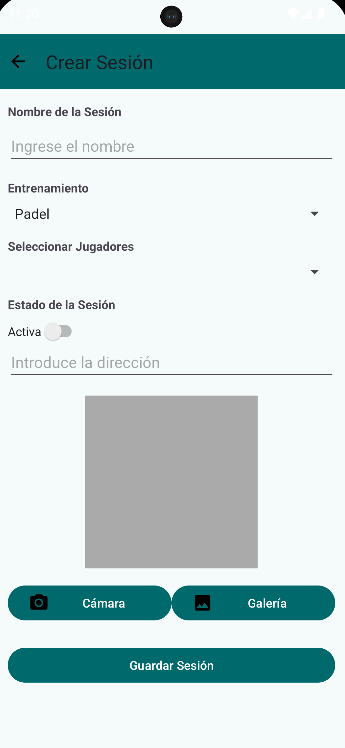 Crear Sesión
Nombre de la Sesión
Ingrese el nombre
Entrenamiento
Padel
Seleccionar Jugadores
Estado de la Sesión
Activa
Introduce la dirección
Cámara
Galería
Guardar Sesión